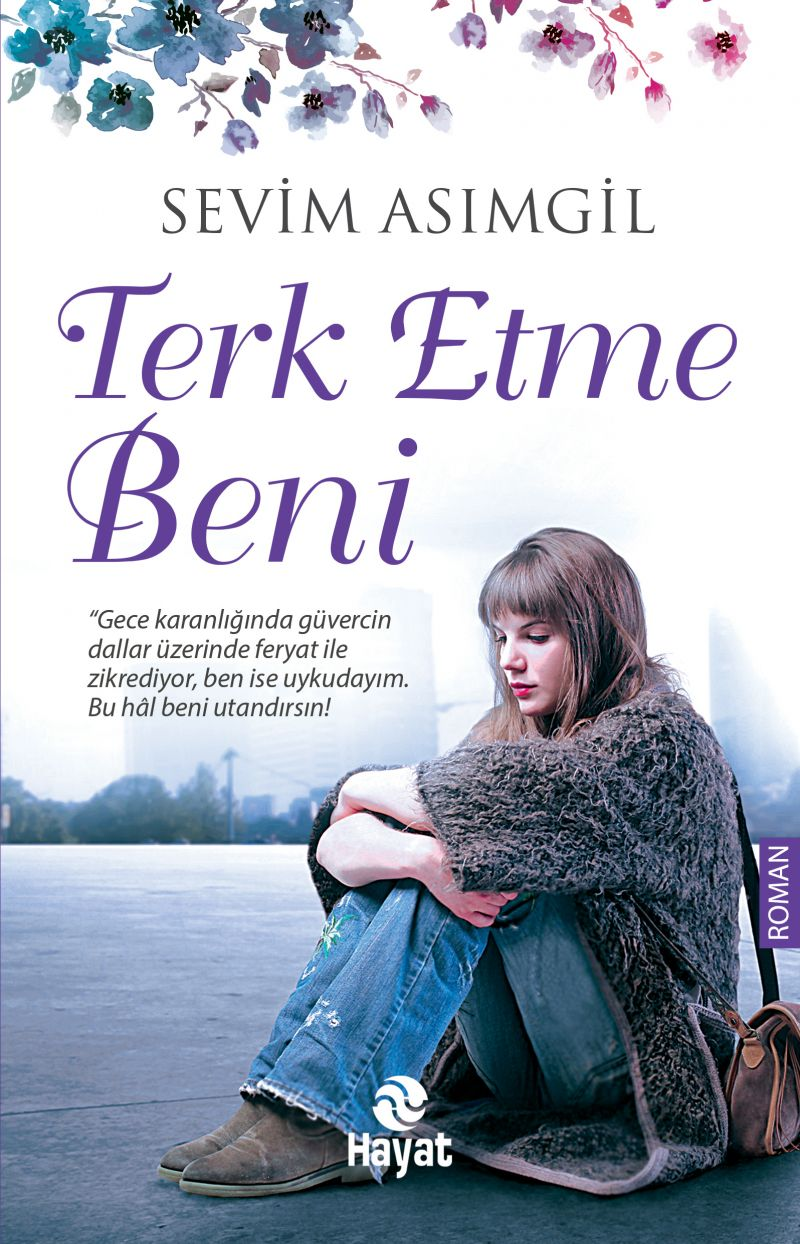 SEVİM ASIMGİL
Terk Etme
Beni
“Gece karanlığında güvercin
dallar üzerinde feryat ile
zikrediyor, ben ise uykudayım.
Bu hâl beni utandırsın!
ROMAN
Hayat